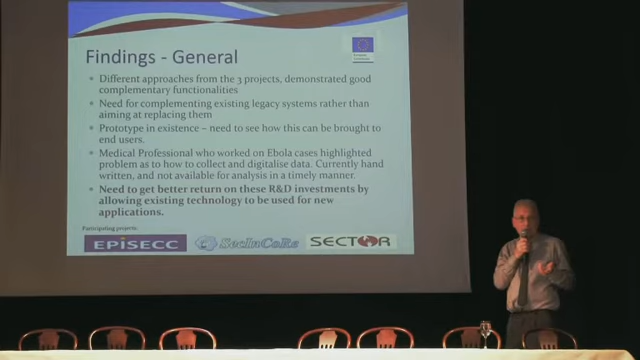 Findings - General
• Different approaches from the 3 projects, demonstrated good
complementary functionalities
• Need for complementing existing legacy systems rather than
aiming at replacing them
• Prototype in existence – need to see how this can be brought to
end users.
• Medical Professional who worked on Ebola cases highlighted
problem as to how to collect and digitalise data. Currently hand
written, and not available for analysis in a timely manner.
• Need to get better return on these R&D investments by
allowing existing technology to be used for new
applications.
Participating projects:
EPISECC SecInCoRe SECTOR